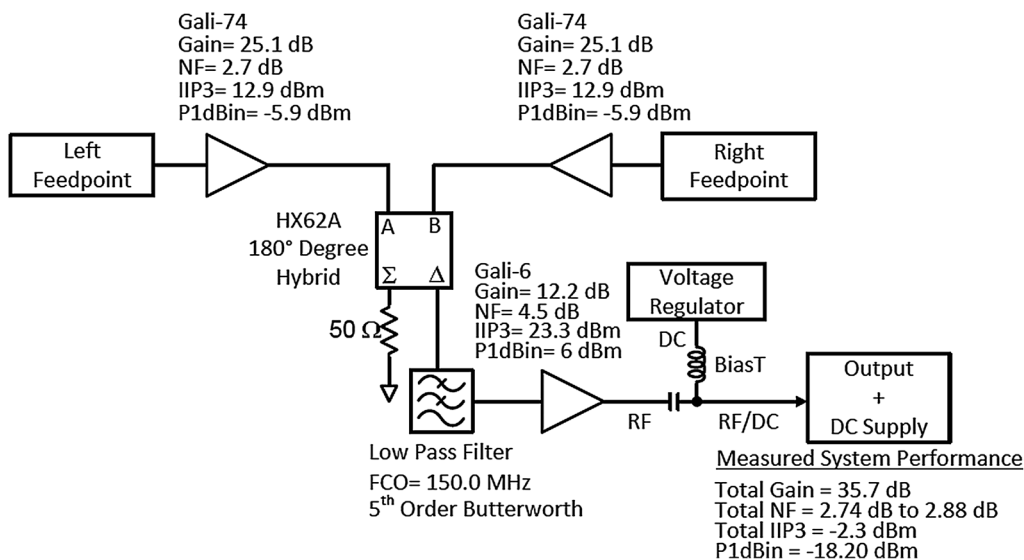 Gali-74
Gain= 25.1 dB
NF= 2.7 dB
IIP3= 12.9 dBm
P1dBin= -5.9 dBm
Gali-74
Gain= 25.1 dB
NF= 2.7 dB
IIP3= 12.9 dBm
P1dBin= -5.9 dBm
Left
Feedpoint
Right
Feedpoint
HX62A
180° Degree
Hybrid
A
B
Σ
Δ
50 Ω
Gali-6
Gain= 12.2 dB
NF= 4.5 dB
IIP3= 23.3 dBm
P1dBin= 6 dBm
Voltage
Regulator
DC
BiasT
RF
RF/DC
Output
+
DC Supply
Low Pass Filter
FCO= 150.0 MHz
5th Order Butterworth
Measured System Performance
Total Gain = 35.7 dB
Total NF = 2.74 dB to 2.88 dB
Total IIP3 = -2.3 dBm
P1dBin = -18.20 dBm